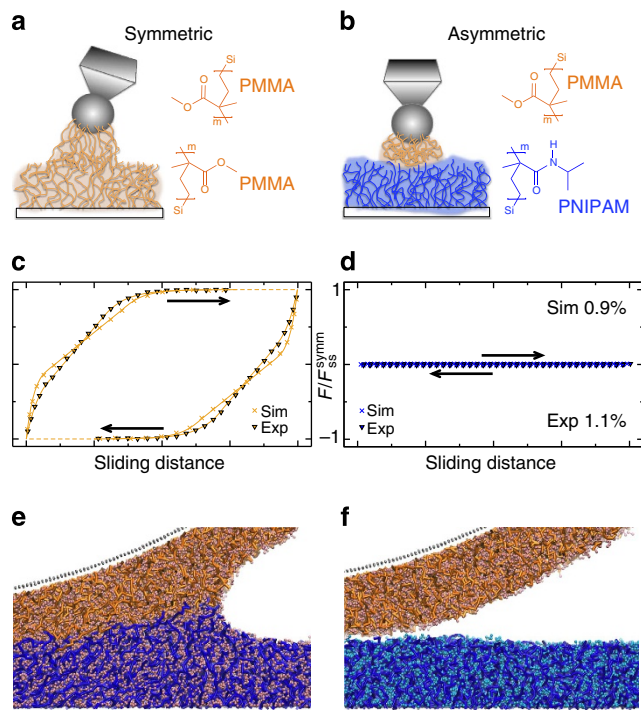 a
Symmetric
Si
O
O
m
PMMA
m
O
O
Si
PMMA
b
Asymmetric
Si
O
O
m
PMMA
m
H
N
O
Si
PNIPAM
c
Sim
Exp
Sliding distance
d
1
F/F symm ss
−1
Sim 0.9%
Sim
Exp
Exp 1.1%
Sliding distance
e
f